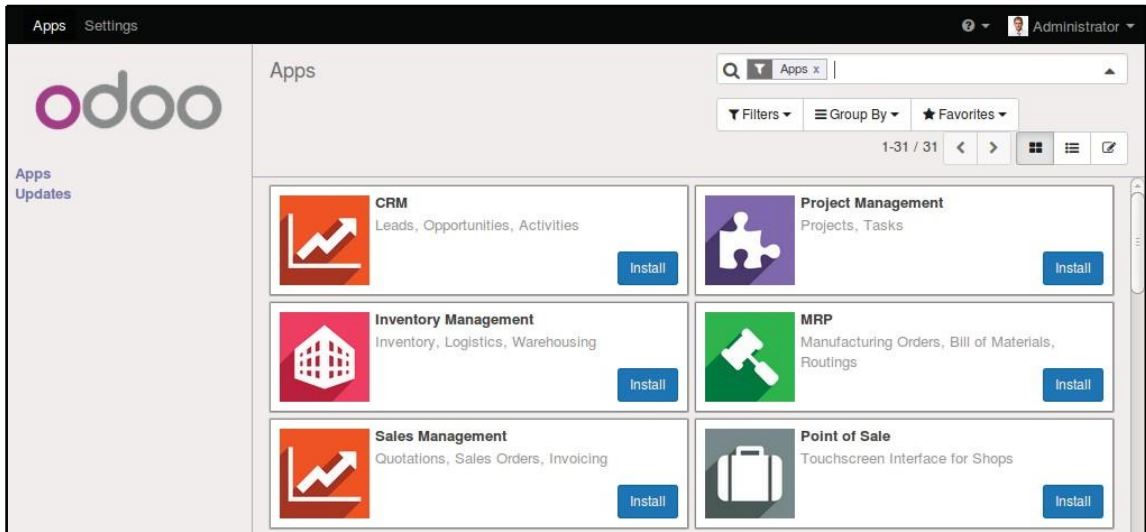 Apps Settings
Administrator
odoo
Apps
Updates
Apps
Apps x
Filters Group By Favorites
1-31 / 31
CRM
Leads, Opportunities, Activities
Install
Project Management
Projects, Tasks
Install
Inventory Management
Inventory, Logistics, Warehousing
Install
MRP
Manufacturing Orders, Bill of Materials,
Routings
Install
Sales Management
Quotations, Sales Orders, Invoicing
Install
Point of Sale
Touchscreen Interface for Shops
Install